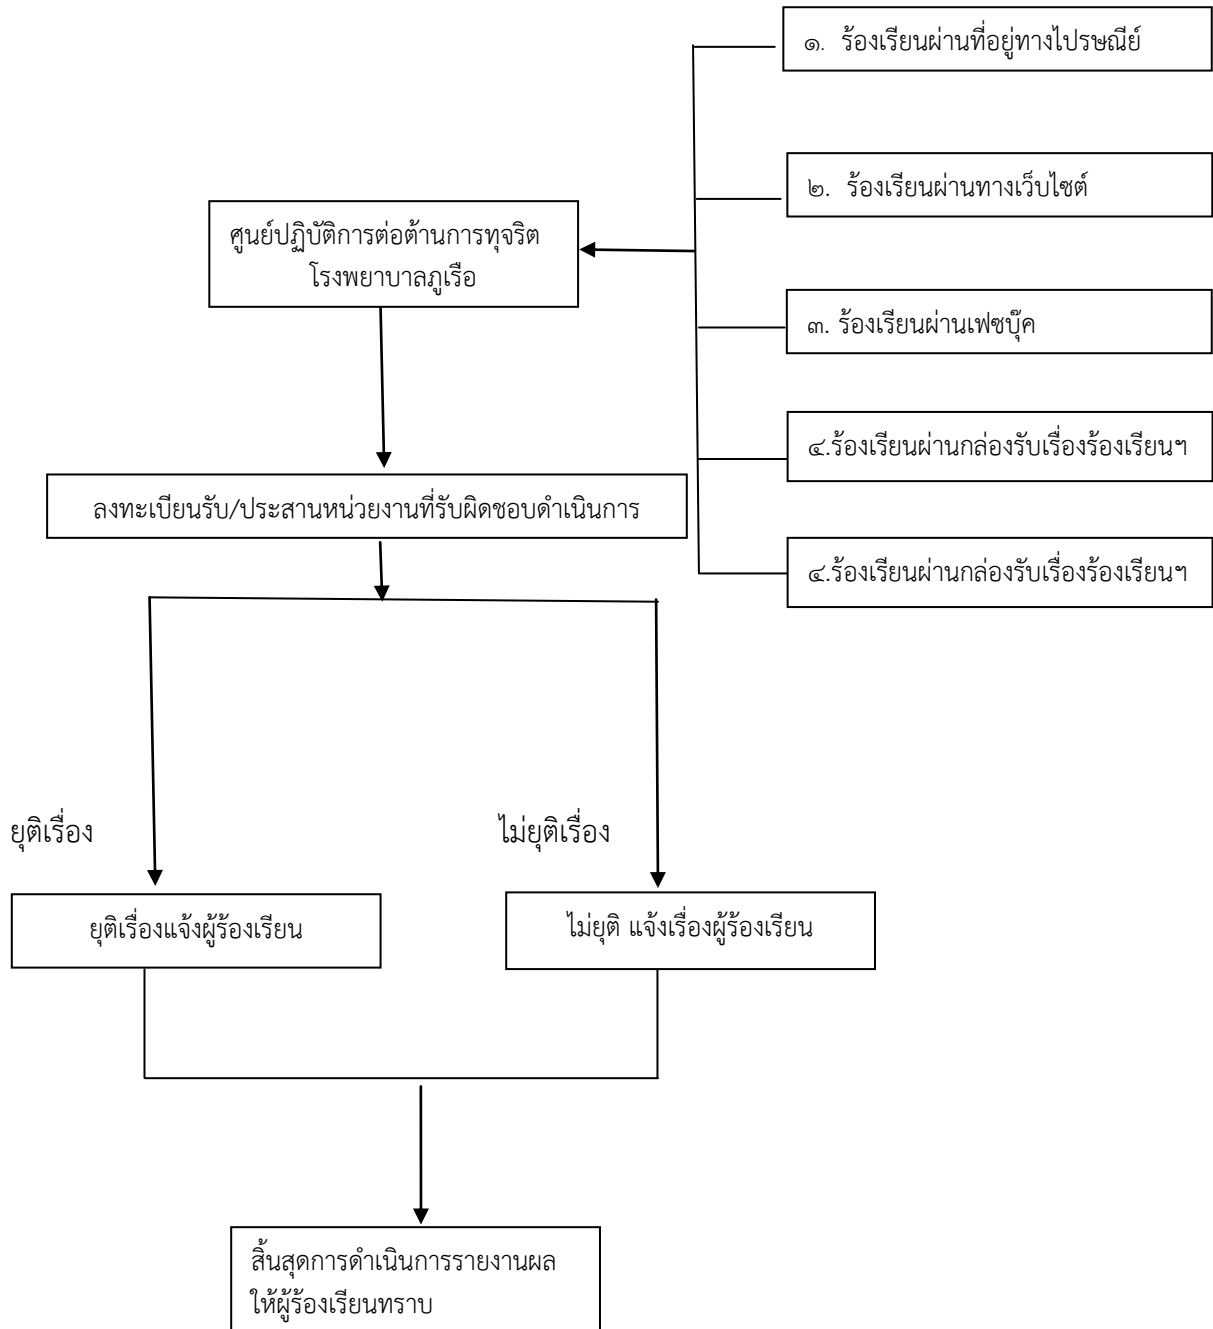 ๑. ร้องเรียนผ่านที่อยู่ทางไปรษณีย์
๒. ร้องเรียนผ่านทางเว็บไซต์
ศูนย์ปฏิบัติการต่อต้านการทุจริต
โรงพยาบาลภูเรือ
๓. ร้องเรียนผ่านเฟซบุ๊ค
๔.ร้องเรียนผ่านกล่องรับเรื่องร้องเรียนฯ
ลงทะเบียนรับ/ประสานหน่วยงานที่รับผิดชอบดำเนินการ
๔.ร้องเรียนผ่านกล่องรับเรื่องร้องเรียนฯ
ยุติเรื่อง
ไม่ยุติเรื่อง
ยุติเรื่องแจ้งผู้ร้องเรียน
ไม่ยุติ แจ้งเรื่องผู้ร้องเรียน
สิ้นสุดการดำเนินการรายงานผล
ให้ผู้ร้องเรียนทราบ